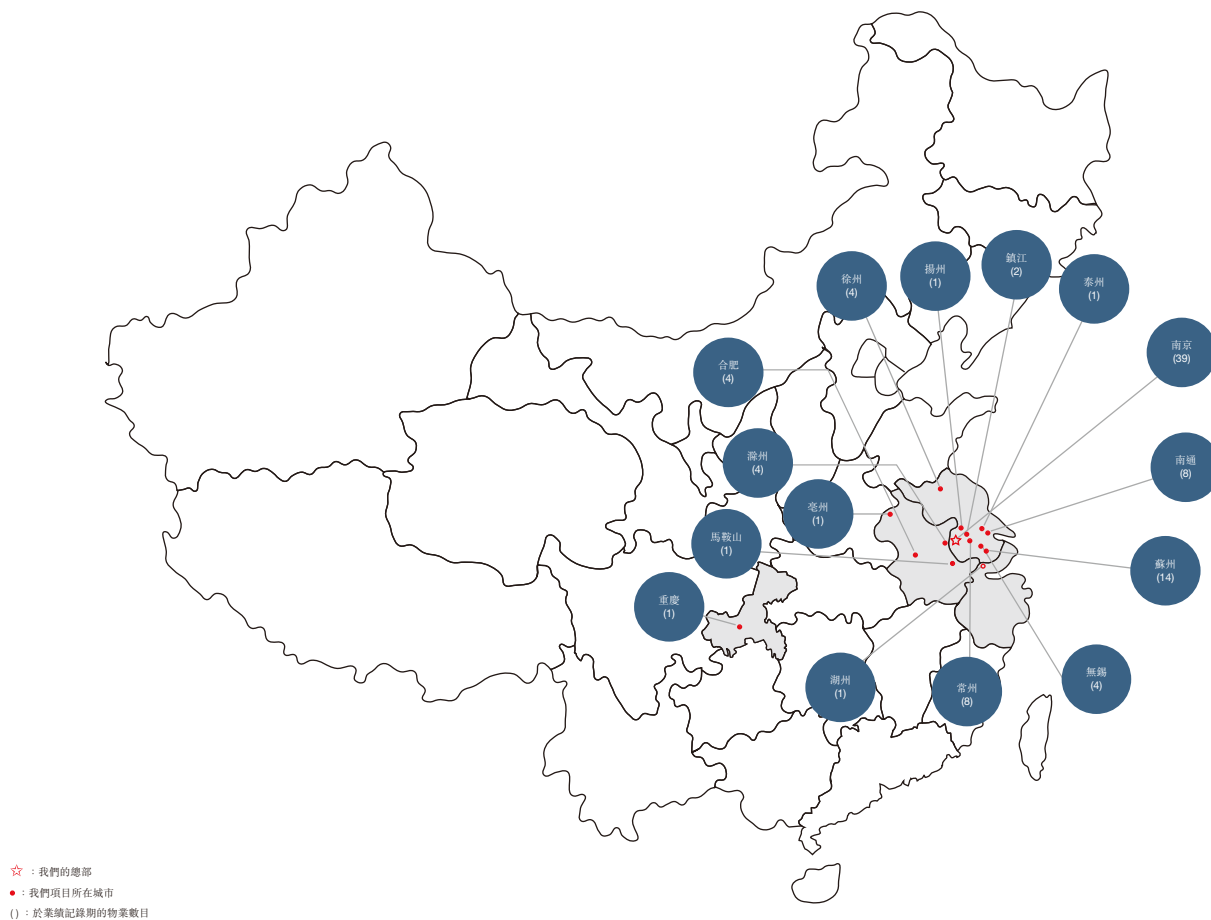 鎮江
(2)
揚州
(1)
徐州
(4)
泰州
(1)
南京
(39)
合肥
(4)
滁州
(4)
南通
(8)
亳州
(1)
馬鞍山
(1)
蘇州
(14)
重慶
(1)
湖州
(1)
常州
(8)
無錫
(4)
☆ ：我們的總部
● ：我們項目所在城市
( ) ：於業績記錄期的物業數目